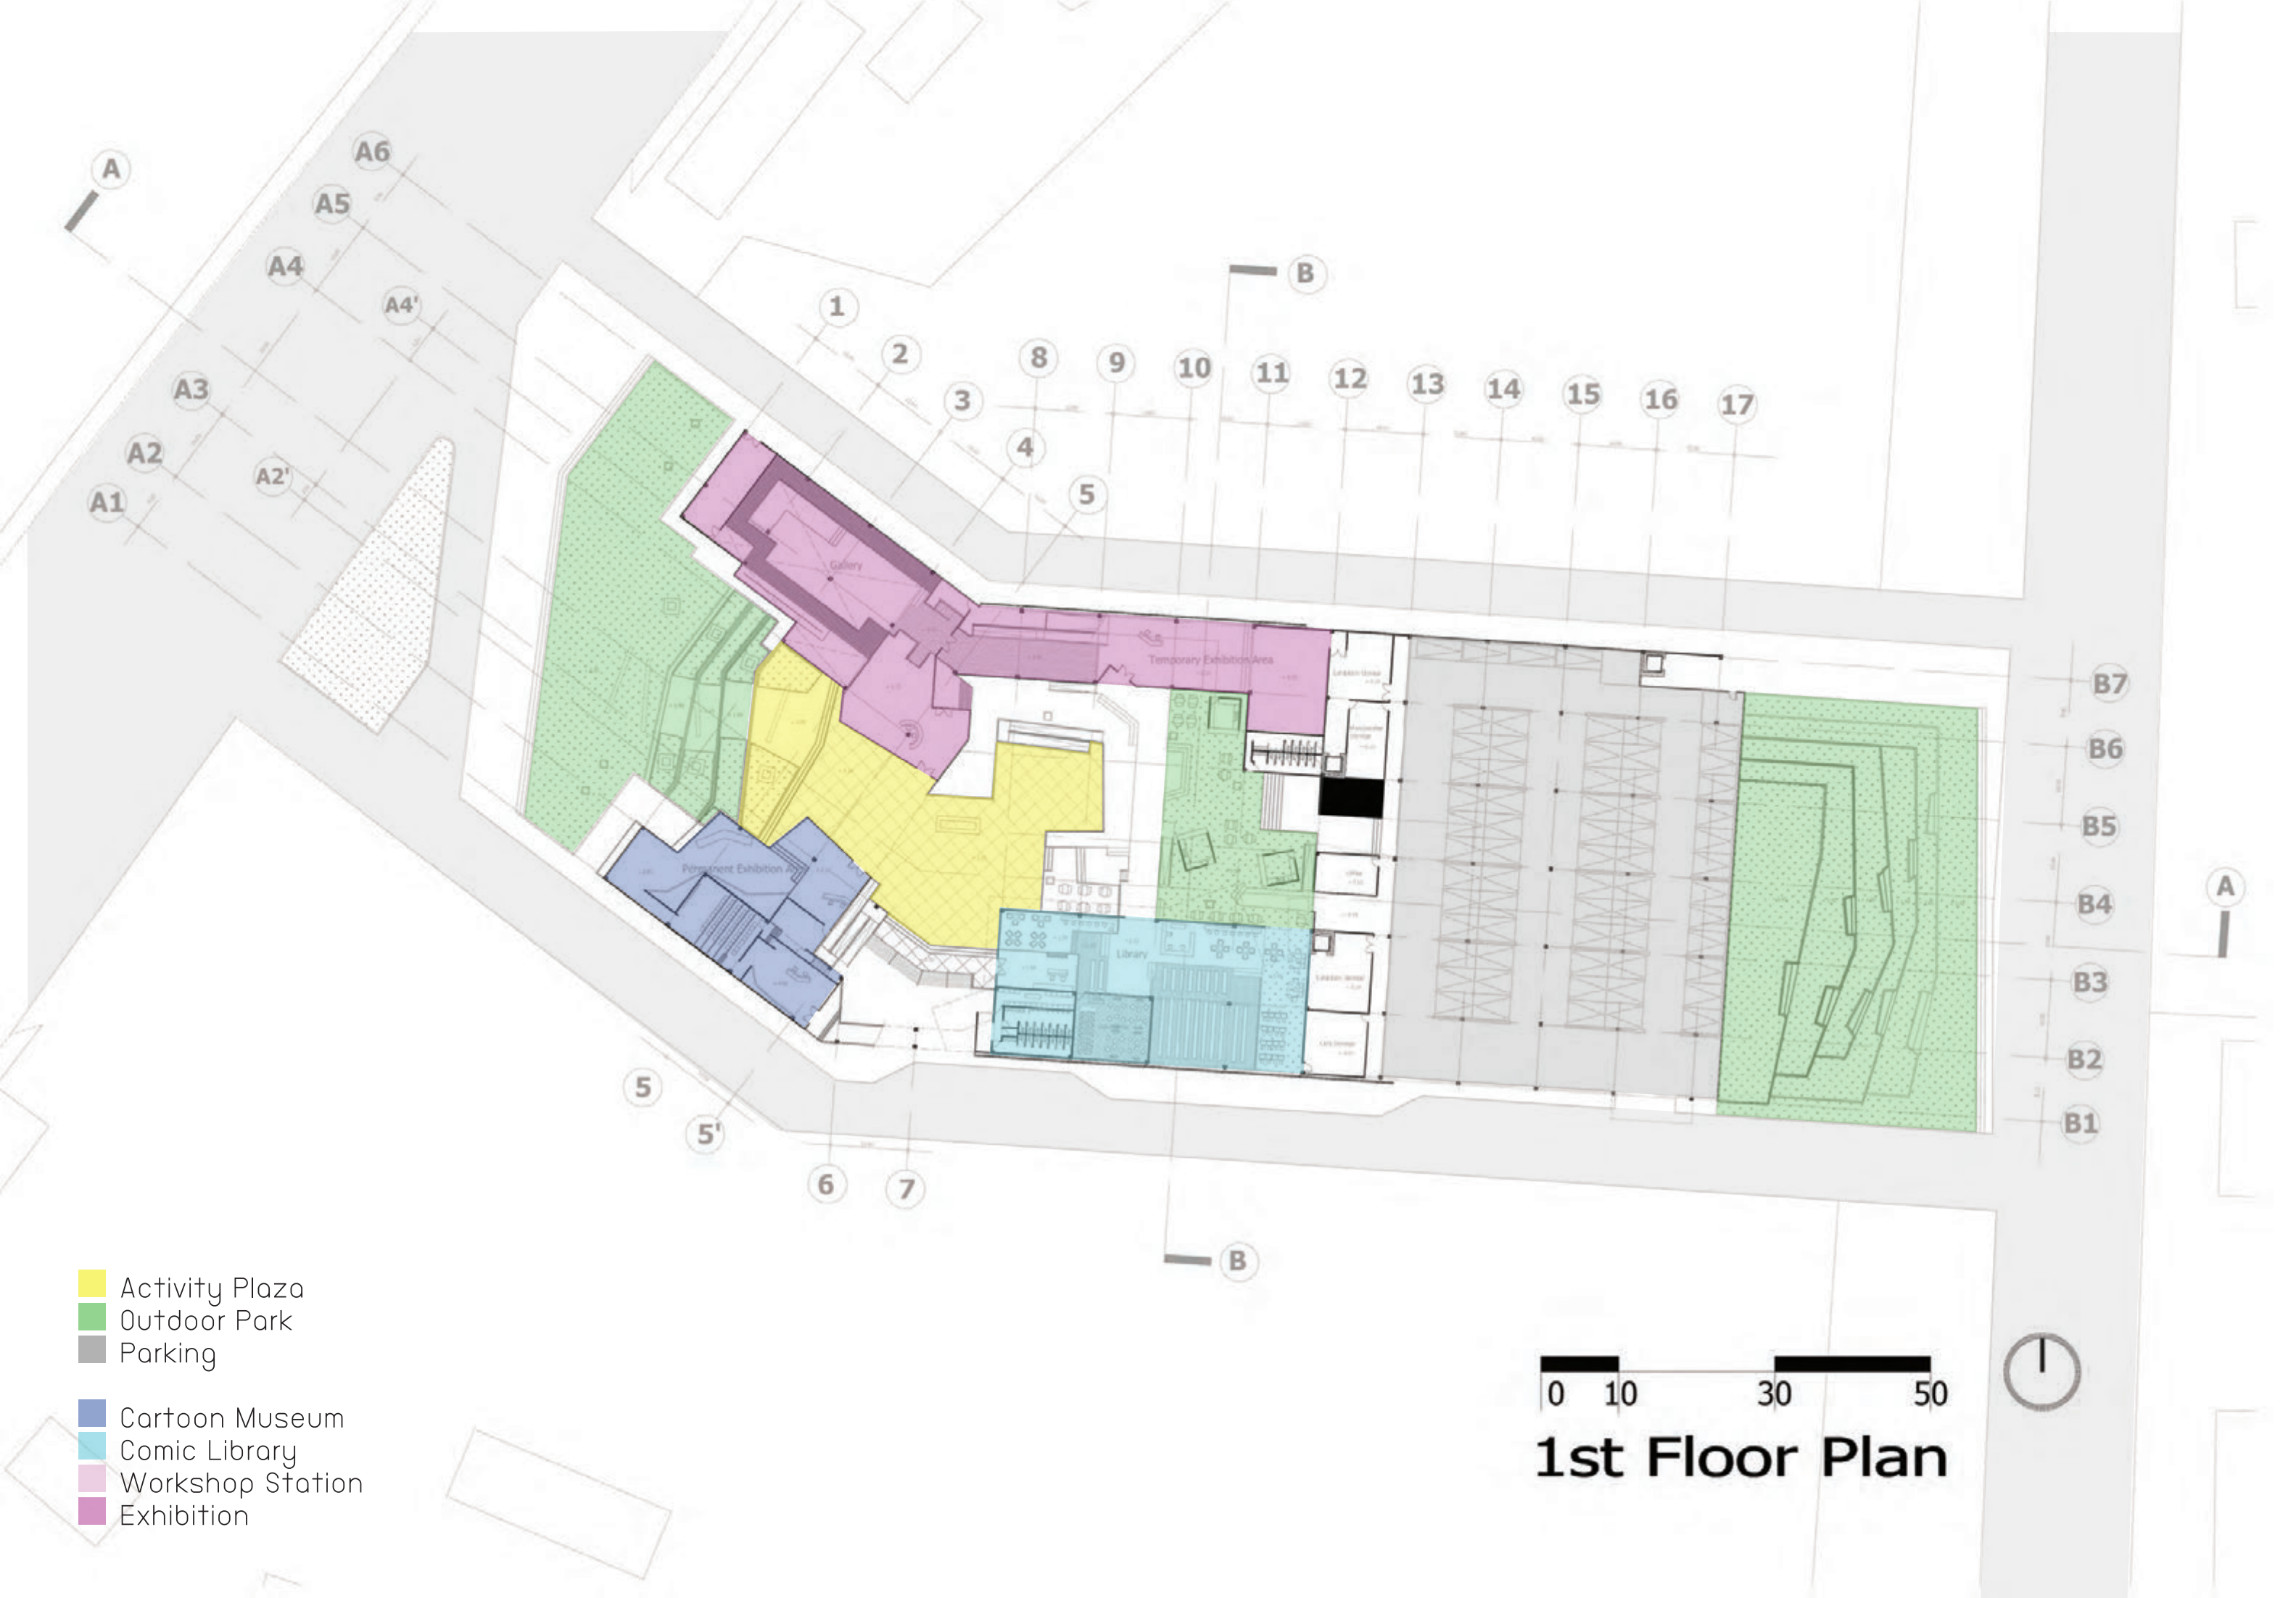 A
A6
A5
A4
A4'
A3
A2
A2'
A1
B
1
2
3
4
5
8
9
10
11
12
13
14
15
16
17
Gallery
Temporary Exhibition Area
Permanent Exhibition A
Library
B7
B6
B5
B4
B3
B2
B1
A
5
5'
6
7
B
Activity Plaza
Outdoor Park
Parking
Cartoon Museum
Comic Library
Workshop Station
Exhibition
0 10 30 50
1st Floor Plan